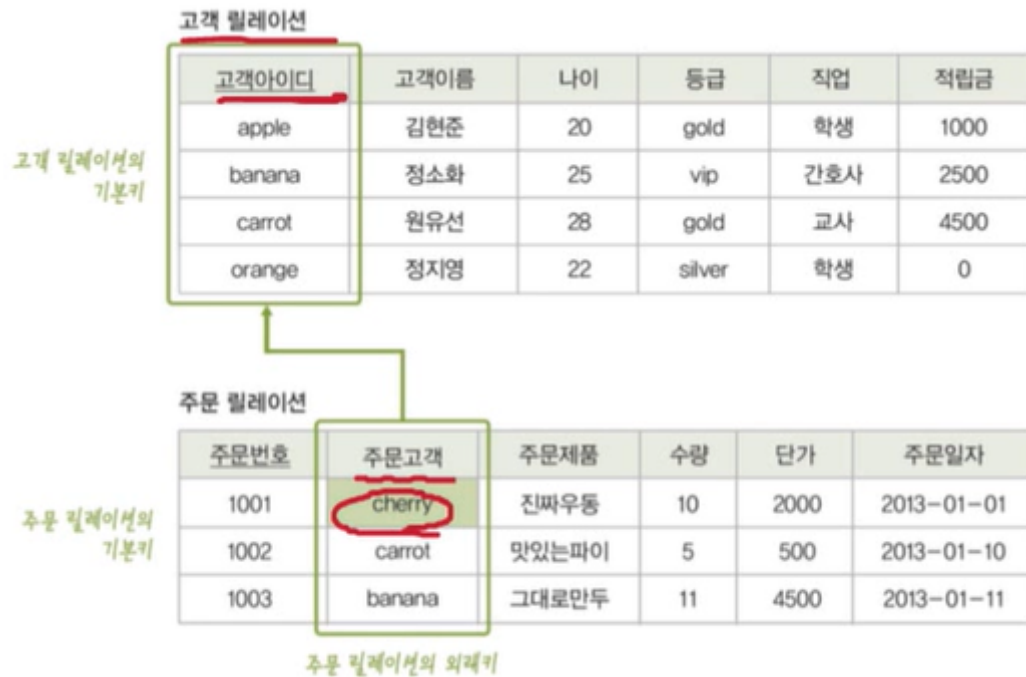 고객 릴레이션
고객아이디 고객이름 나이 등급 직업 적립금
apple 김현준 20 gold 학생 1000
고객 릴레이션의
기본키
banana 정소화 25 vip 간호사 2500
carrot 원유선 28 gold 교사 4500
orange 정지영 22 silver 학생 0
주문 릴레이션
주문번호 주문고객 주문제품 수량 단가 주문일자
1001 cherry 진짜우동 10 2000 2013-01-01
주문 릴레이션의
기본키
1002 carrot 맛있는파이 5 500 2013-01-10
1003 banana 그대로만두 11 4500 2013-01-11
주문 릴레이션의 외래키